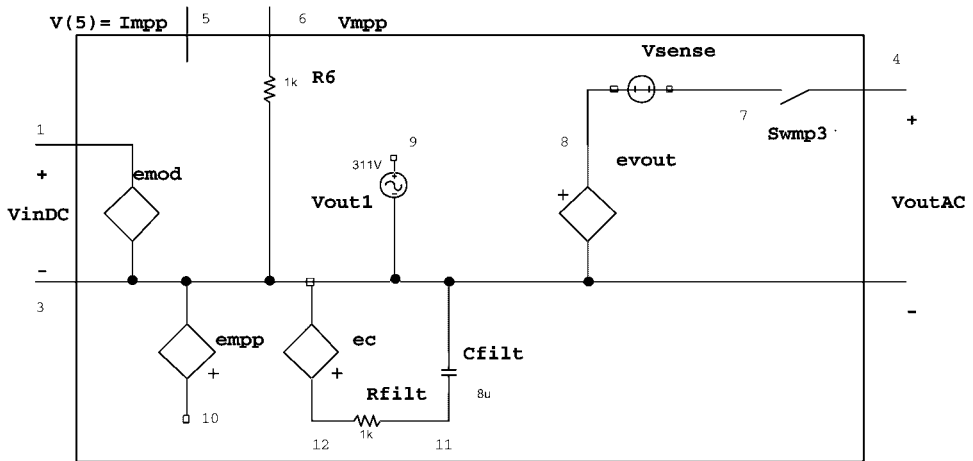 V(5)= Impp 5 6 Vmpp
Vsense
4
1k R6
7
+
Swmp3
1
9
8
evout
+
emod
311V
VinDC
Vout1
+
VoutAC
-
3
-
empp
ec
Cfilt
+
+
Rfilt
8u
10
12
1k
11